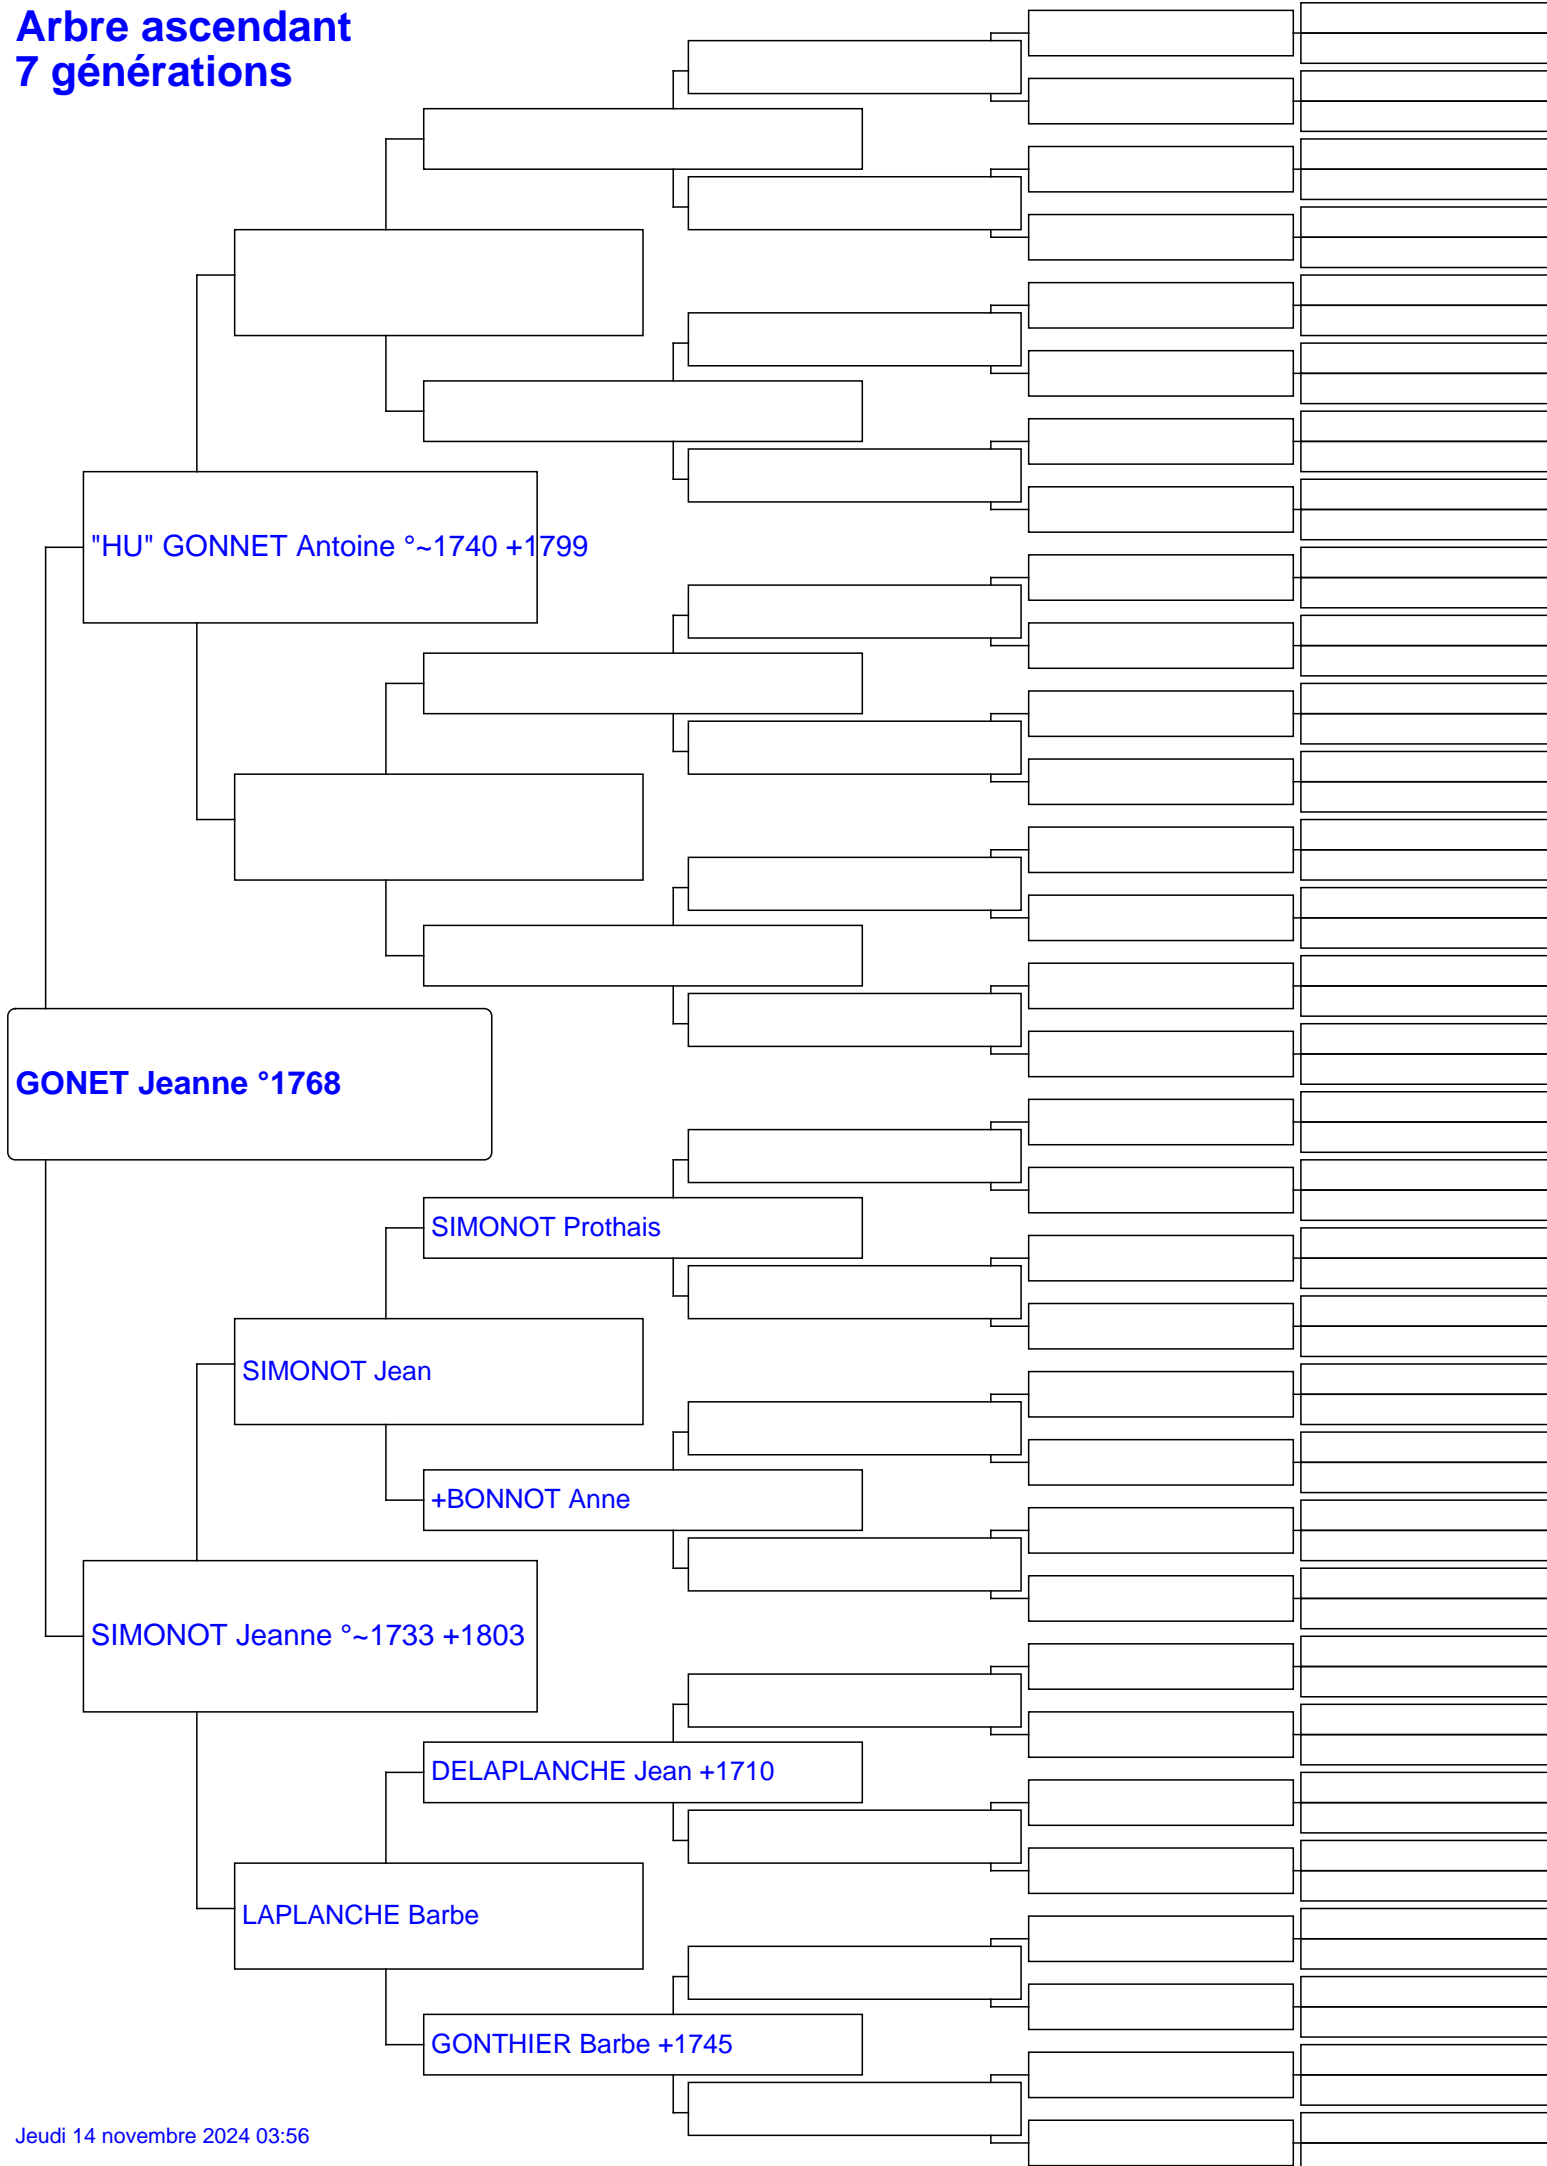 Arbre ascendant
7 générations
"HU" GONNET Antoine °~1740 +1799
GONET Jeanne °1768
SIMONOT Prothais
SIMONOT Jean
+BONNOT Anne
SIMONOT Jeanne °~1733 +1803
DELAPLANCHE Jean +1710
LAPLANCHE Barbe
GONTHIER Barbe +1745
Jeudi 14 novembre 2024 03:56